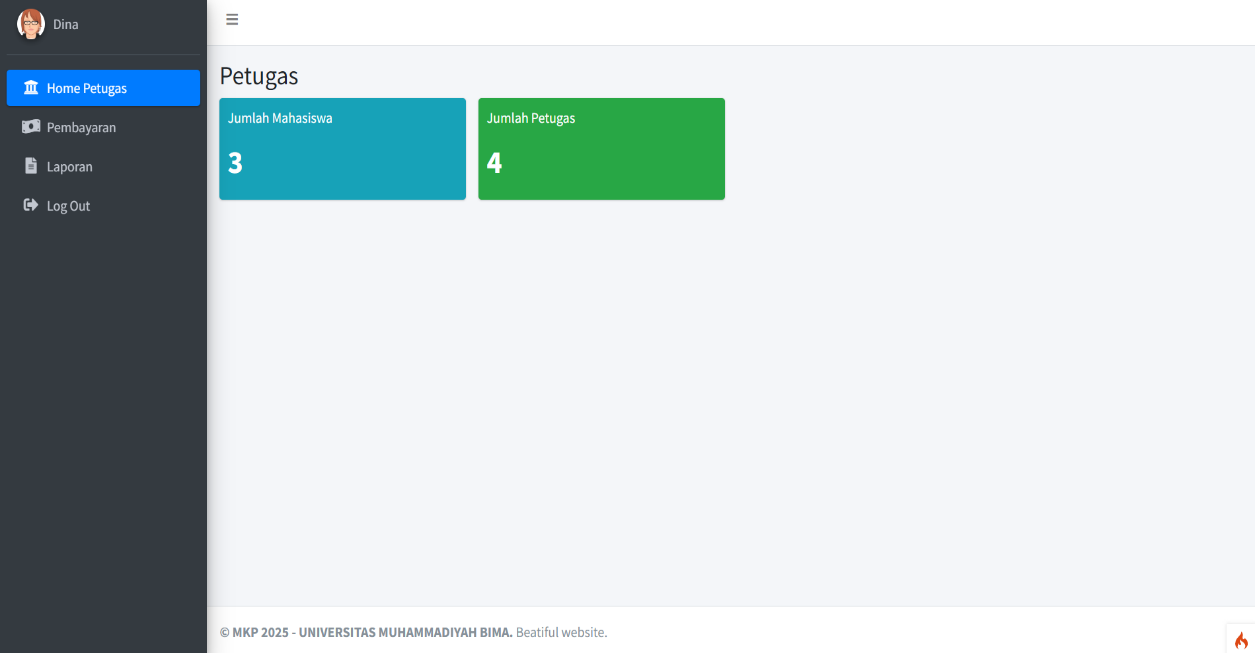 Dina
Home Petugas
Pembayaran
Laporan
Log Out
Petugas
Jumlah Mahasiswa
3
Jumlah Petugas
4
© MKP 2025 - UNIVERSITAS MUHAMMADIYAH BIMA. Beatiful website.